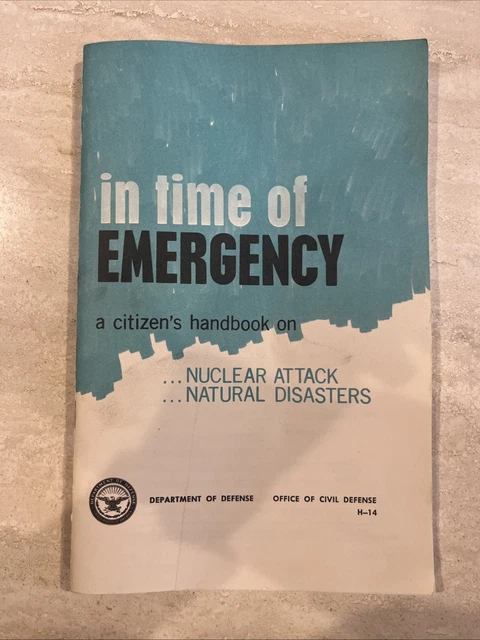 in time of
EMERGENCY
a citizen's handbook on
...NUCLEAR ATTACK
...NATURAL DISASTERS
DEPARTMENT OF DEFENSE OFFICE OF CIVIL DEFENSE
H-14